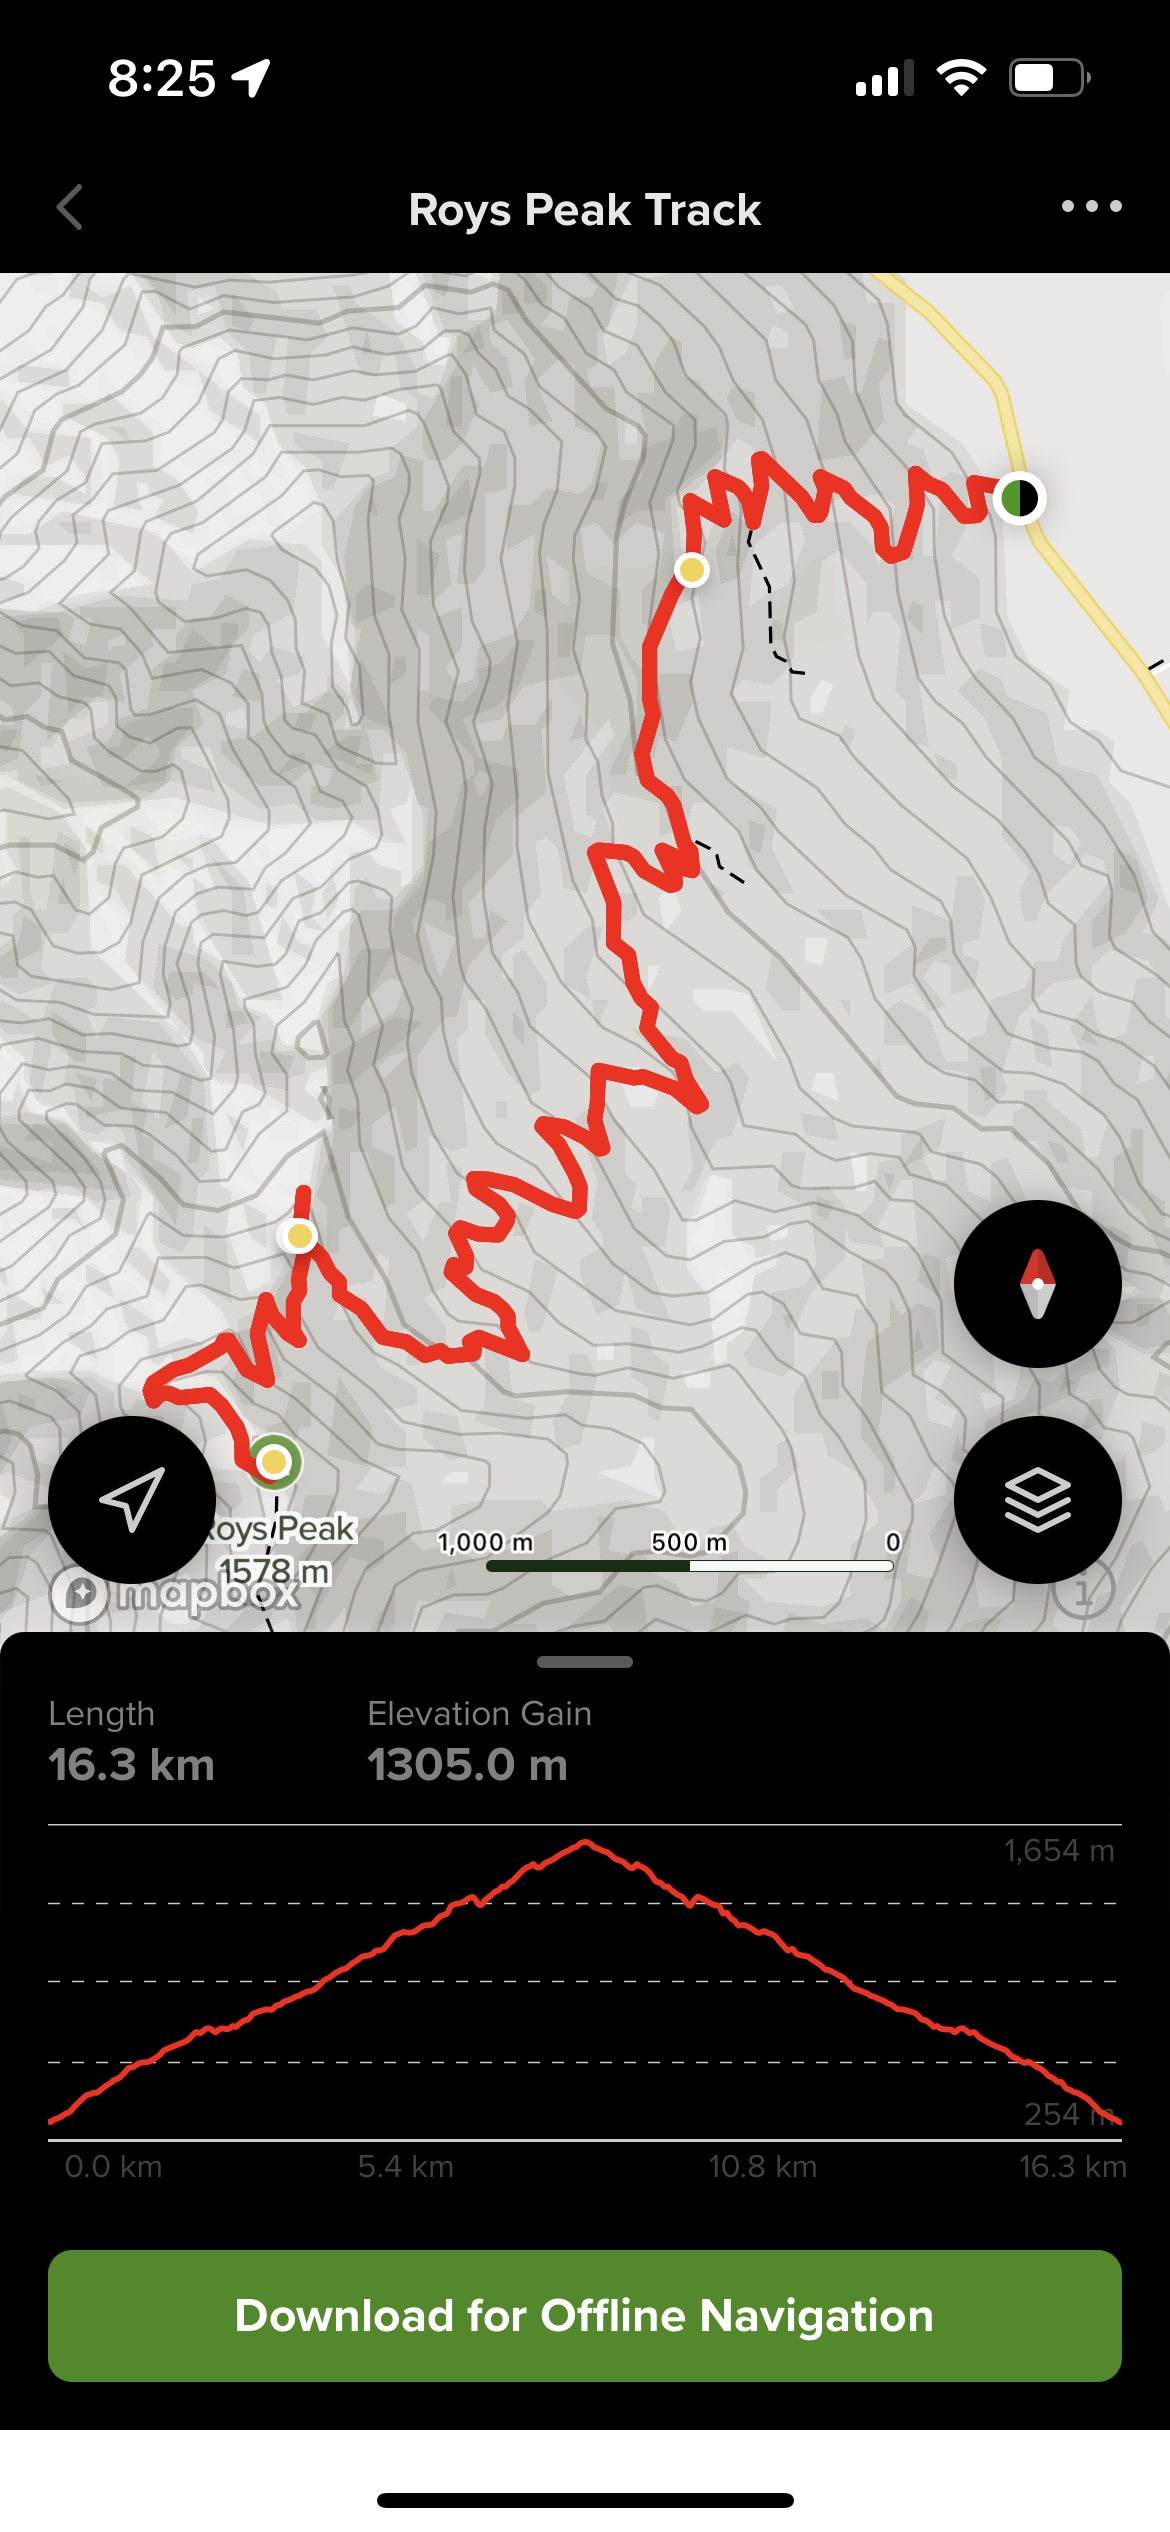 8:25
Roys Peak Track
oys Peak
1578 m
mapbox
1,000 m 500 m 0
Length
16.3 km
Elevation Gain
1305.0 m
1,654 m
254 m
0.0 km 5.4 km 10.8 km 16.3 km
Download for Offline Navigation